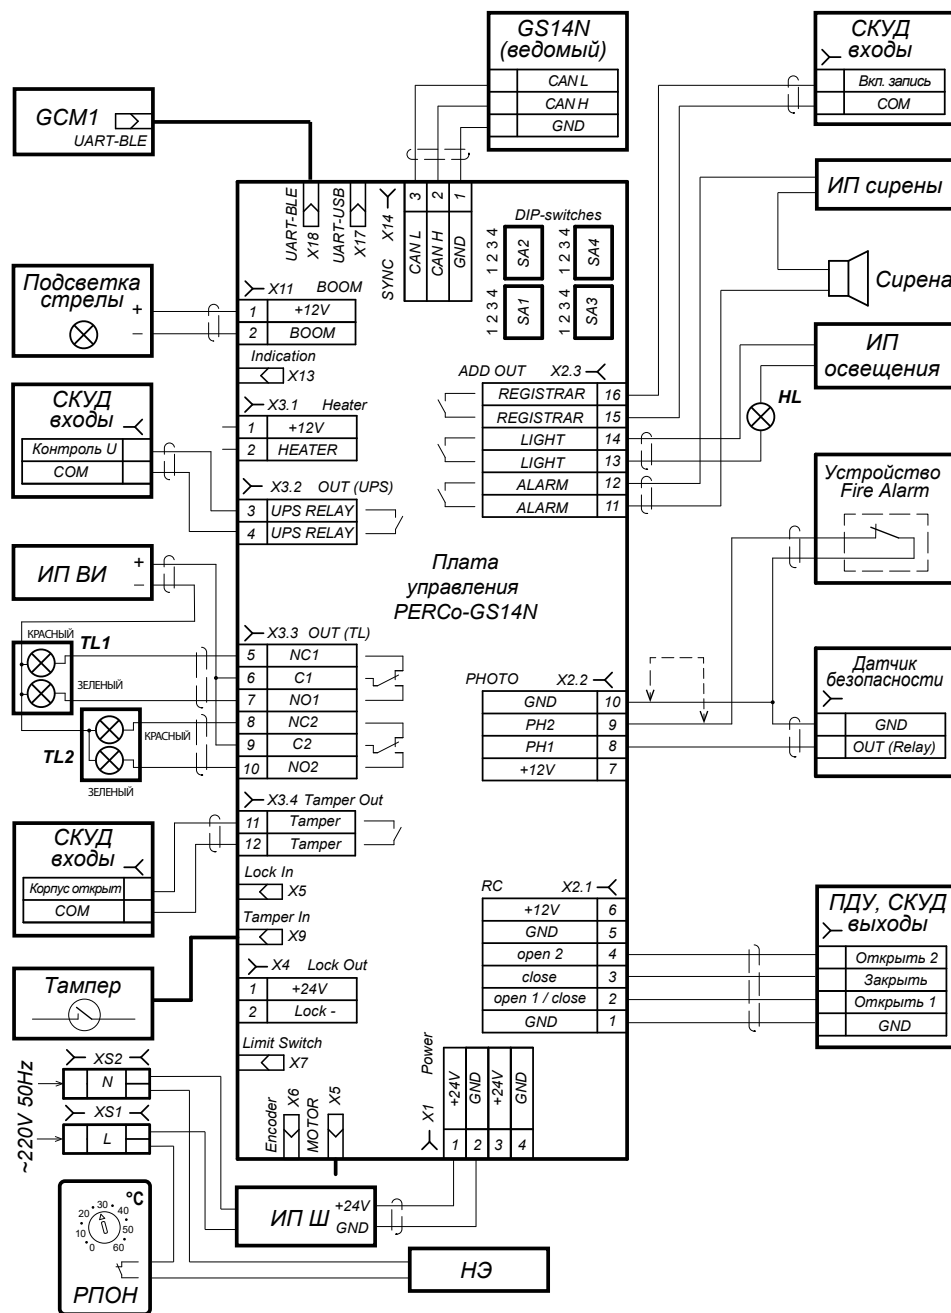 GS14N
(ведомый)
CAN L
CAN H
GND
СКУД
входы
Вкл. запись
COM
GCM1
UART-BLE
ИП сирены
Сирена
ИП
освещения
HL
UART-BLE
X18
UART-USB
X17
SYNC X14
3 2 1
CAN L
CAN H
GND
DIP-switches
1 2 3 4
SA2
1 2 3 4
SA4
1 2 3 4
SA1
1 2 3 4
SA3
Подсветка
стрелы
+
–
X11 BOOM
1 +12V
2 BOOM
Indication
X13
СКУД
входы
Контроль U
COM
X3.1 Heater
1 +12V
2 HEATER
X3.2 OUT (UPS)
3 UPS RELAY
4 UPS RELAY
ADD OUT X2.3
REGISTRAR 16
REGISTRAR 15
LIGHT 14
LIGHT 13
ALARM 12
ALARM 11
Устройство
Fire Alarm
ИП ВИ
+
–
Плата
управления
PERCo-GS14N
КРАСНЫЙ
TL1
ЗЕЛЕНЫЙ
TL2
КРАСНЫЙ
ЗЕЛЕНЫЙ
X3.3 OUT (TL)
5 NC1
6 C1
7 NO1
8 NC2
9 C2
10 NO2
PHOTO X2.2
GND 10
PH2 9
PH1 8
+12V 7
Датчик
безопасности
GND
OUT (Relay)
X3.4 Tamper Out
11 Tamper
12 Tamper
СКУД
входы
Корпус открыт
COM
Lock In
X5
Tamper In
X9
Тампер
X4 Lock Out
1 +24V
2 Lock -
Limit Switch
X7
RC X2.1
+12V 6
GND 5
open 2 4
close 3
open 1 / close 2
GND 1
ПДУ, СКУД
выходы
Открыть 2
Закрыть
Открыть 1
GND
~220V 50Hz
XS2
N
XS1
L
Encoder
X6
MOTOR
X5
X1 Power
+24V
GND
+24V
GND
1 2 3 4
ИП Ш
+24V
GND
°C
0 10 20 30 40 50 60
РПОН
НЭ